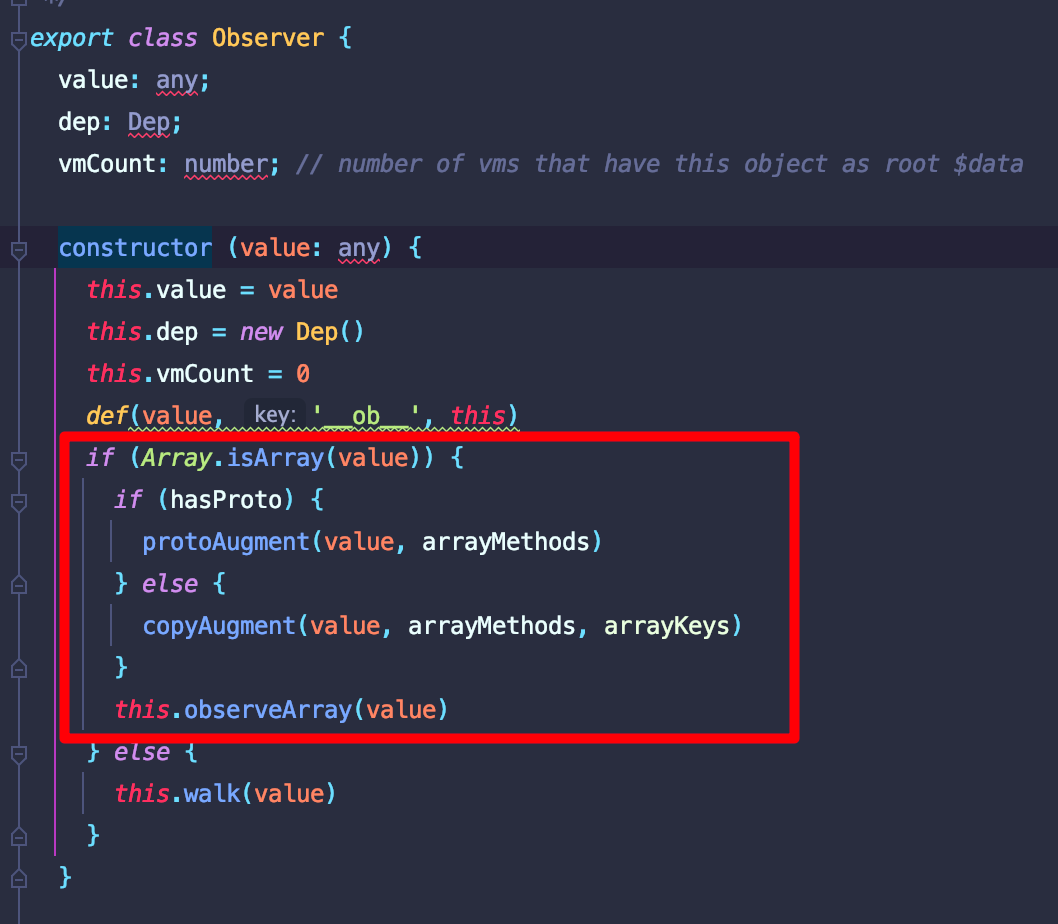 */
export class Observer {
value: any;
dep: Dep;
vmCount: number; // number of vms that have this object as root $data
constructor (value: any) {
this.value = value
this.dep = new Dep()
this.vmCount = 0
def(value, key: '__ob__', this)
if (Array.isArray(value)) {
if (hasProto) {
protoAugment(value, arrayMethods)
} else {
copyAugment(value, arrayMethods, arrayKeys)
}
this.observeArray(value)
} else {
this.walk(value)
}
}